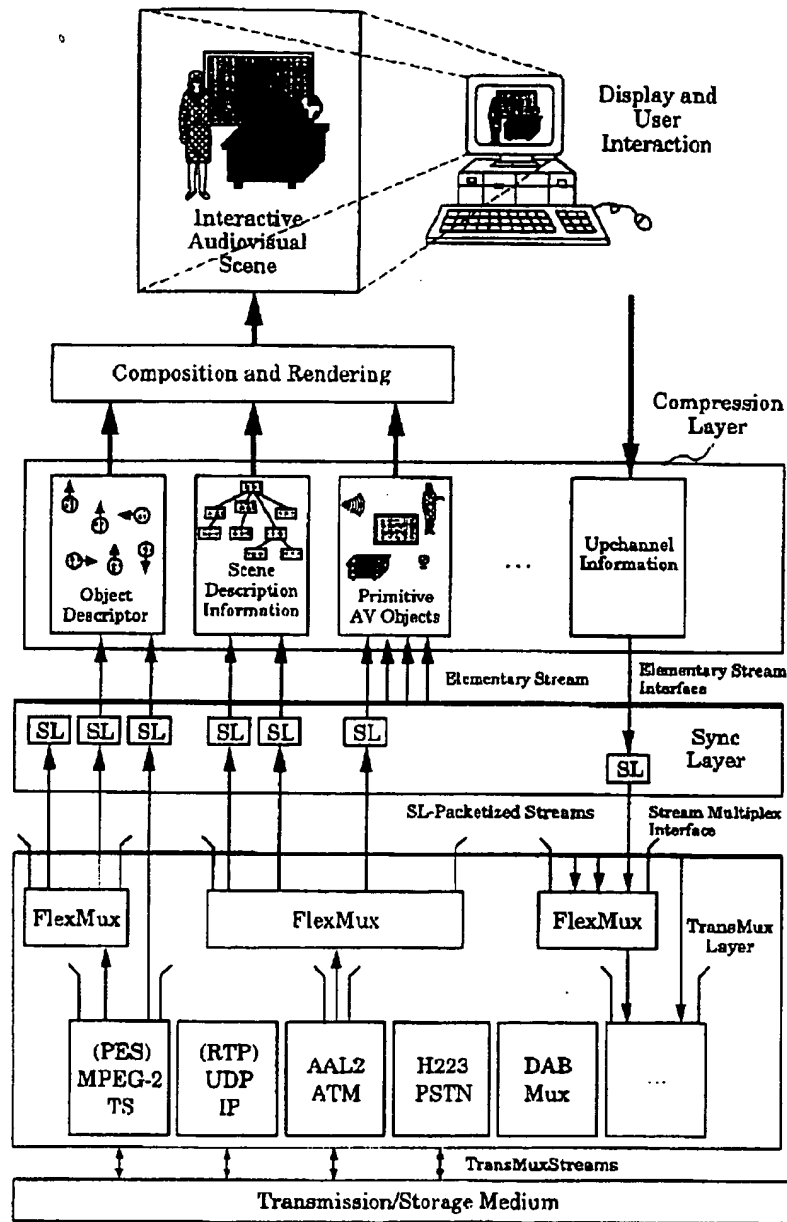 Display and
User
Interaction
Interactive
Audiovisual
Scene
Composition and Rendering
Compression
Layer
Object
Descriptor
Scene
Description
Information
Primitive
AV Objects
...
Upchannel
Information
Elementary Stream
Elementary Stream
Interface
SL
SL
SL
SL
SL
SL
SL
Sync
Layer
SL-Packetized Streams
Stream Multiplex
Interface
FlexMux
FlexMux
FlexMux
TransMux
Layer
(PES)
MPEG-2
TS
(RTP)
UDP
IP
AAL2
ATM
H223
PSTN
DAB
Mux
...
TransMuxStreams
Transmission/Storage Medium